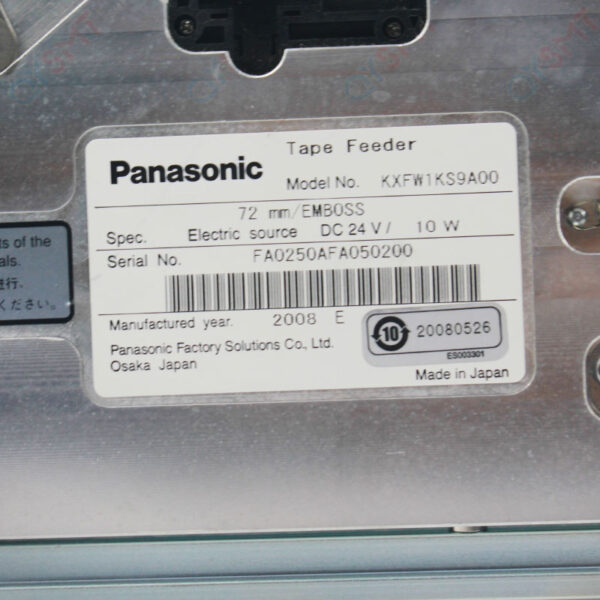 Tape Feeder
Panasonic
Model No. KXFW1KS9A00
72 mm/EMBOSS
Spec. Electric source DC 24 V / 10 W
Serial No. FA0250AFA050200
Manufactured year. 2008 E
10 20080526
ES003301
Panasonic Factory Solutions Co., Ltd.
Osaka Japan
Made in Japan
ts of the
als.
进行.
ください。